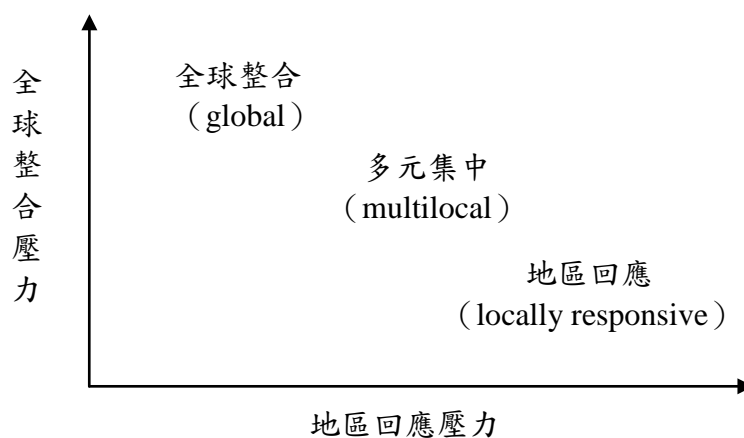 全球整合壓力
全球整合
（global）
多元集中
（multilocal）
地區回應
（locally responsive）
地區回應壓力